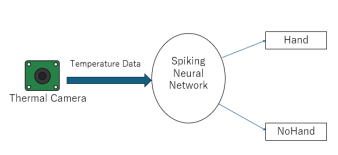 Temperature Data
Thermal Camera
Spiking
Neural
Network
Hand
NoHand